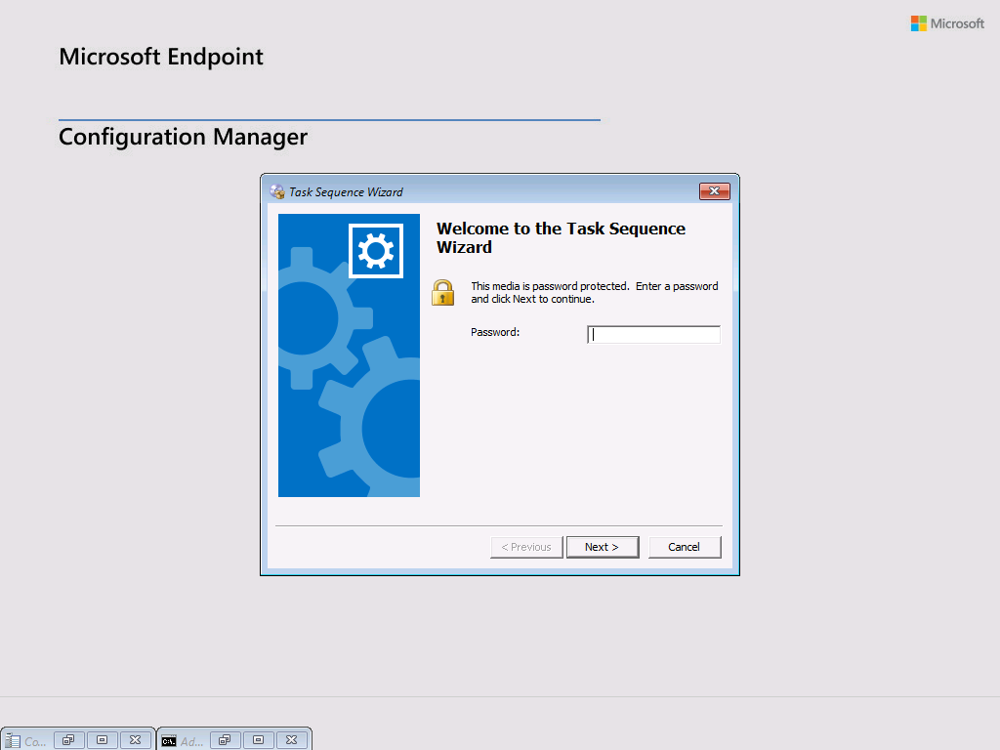 Microsoft
Microsoft Endpoint
Configuration Manager
Task Sequence Wizard
Welcome to the Task Sequence
Wizard
This media is password protected.  Enter a password
and click Next to continue.
Password:
< Previous
Next >
Cancel
Co...
C:\.
Ad...